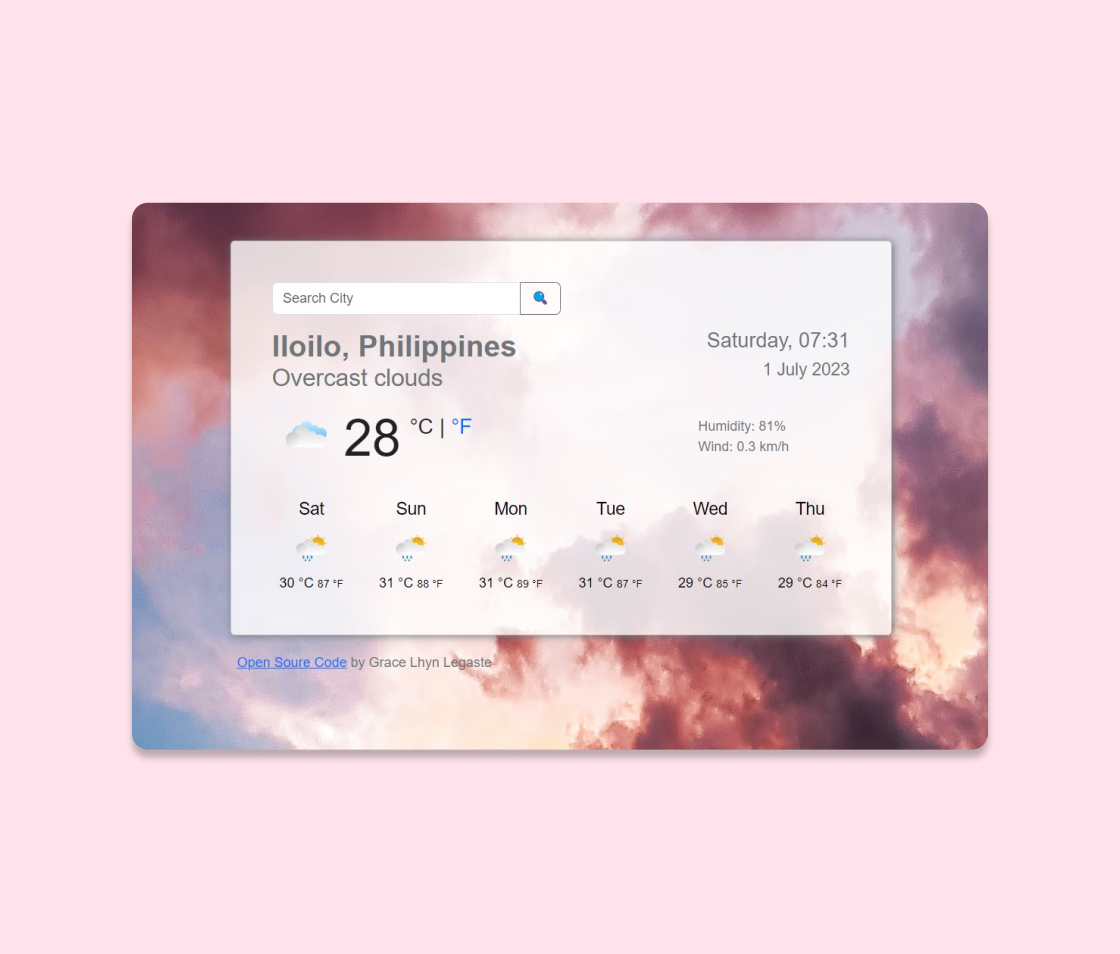 Search City
Iloilo, Philippines
Overcast clouds
Saturday, 07:31
1 July 2023
28 °C | °F
Humidity: 81%
Wind: 0.3 km/h
Sat Sun Mon Tue Wed Thu
30 °C 87 °F 31 °C 88 °F 31 °C 89 °F 31 °C 87 °F 29 °C 85 °F 29 °C 84 °F
Open Soure Code by Grace Lhyn Legaste